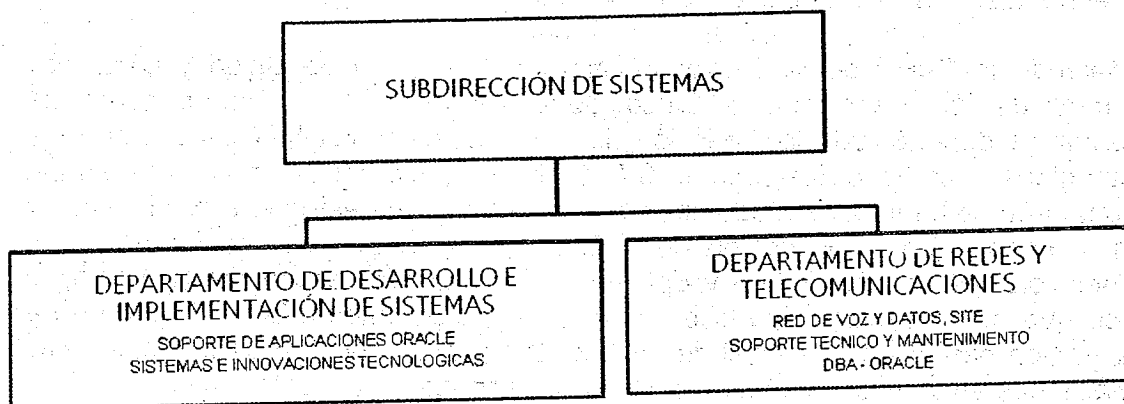 SUBDIRECCIÓN DE SISTEMAS
DEPARTAMENTO DE DESARROLLO E
IMPLEMENTACIÓN DE SISTEMAS
SOPORTE DE APLICACIONES ORACLE
SISTEMAS E INNOVACIONES TECNOLOGICAS
DEPARTAMENTO DE REDES Y
TELECOMUNICACIONES
RED DE VOZ Y DATOS, SITE
SOPORTE TECNICO Y MANTENIMIENTO
DBA - ORACLE